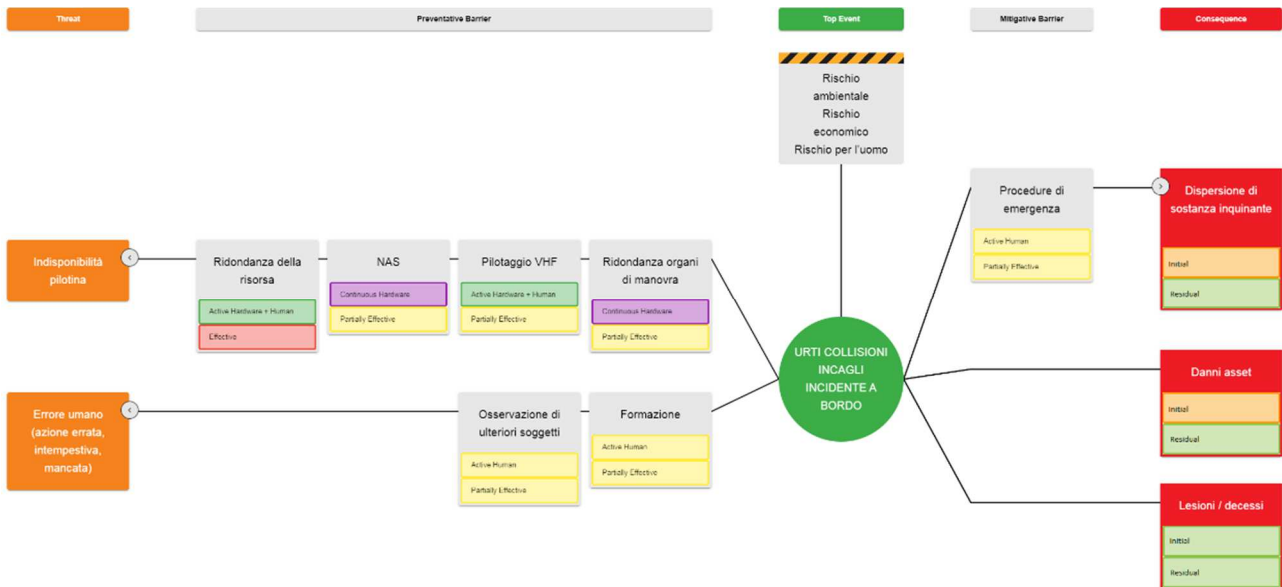 Threat
Preventative Barrier
Top Event
Mitigative Barrier
Consequence
Rischio
ambientale
Rischio
economico
Rischio per l'uomo
Indisponibilità
pilotina
Ridondanza della
risorsa
Active Hardware + Human
Effective
NAS
Continuous Hardware
Partially Effective
Pilotaggio VHF
Active Hardware + Human
Partially Effective
Ridondanza organi
di manovra
Continuous Hardware
Partially Effective
Errore umano
(azione errata,
intempestiva,
mancata)
Osservazione di
ulteriori soggetti
Active Human
Partially Effective
Formazione
Active Human
Partially Effective
URTI COLLISIONI
INCAGLI
INCIDENTE A
BORDO
Procedure di
emergenza
Active Human
Partially Effective
Dispersione di
sostanza inquinante
Initial
Residual
Danni asset
Initial
Residual
Lesioni / decessi
Initial
Residual